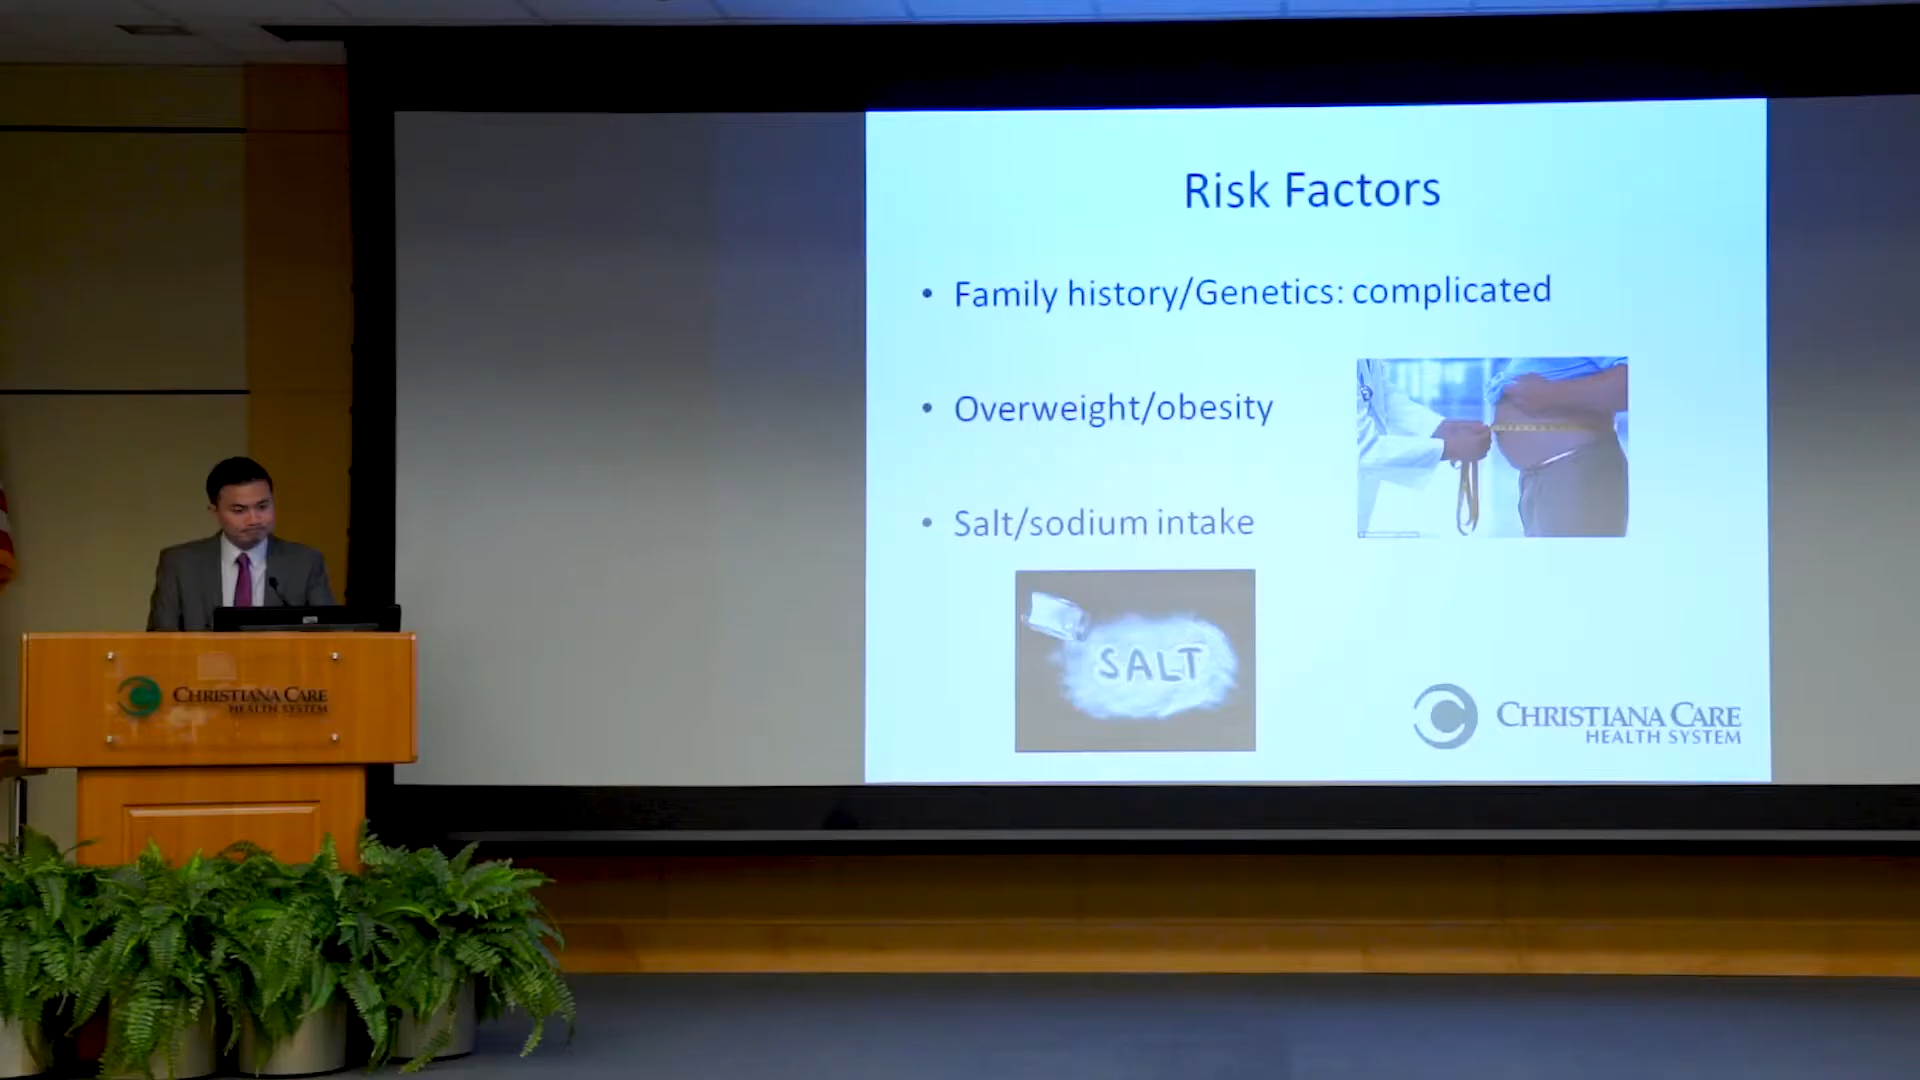 Risk Factors
• Family history/Genetics: complicated
• Overweight/obesity
• Salt/sodium intake
SALT
CHRISTIANA CARE
HEALTH SYSTEM
CHRISTIANA CARE
HEALTH SYSTEM